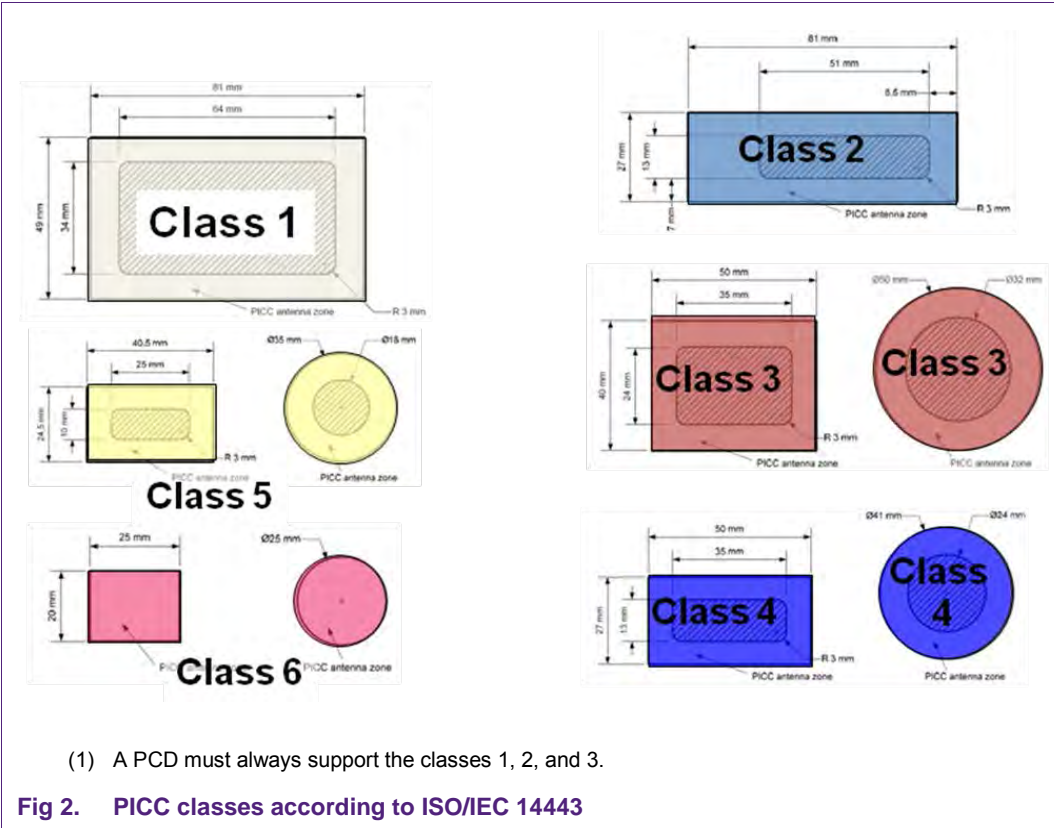 81 mm
64 mm
49 mm
34 mm
Class 1
PICC antenna zone
R 3 mm
81 mm
51 mm
8,5 mm
27 mm
13 mm
7 mm
Class 2
PICC antenna zone
R 3 mm
40,5 mm
25 mm
24,5 mm
10 mm
R 3 mm
PICC antenna zone
Ø35 mm
Ø18 mm
PICC antenna zone
Class 5
50 mm
35 mm
40 mm
24 mm
Class 3
R 3 mm
PICC antenna zone
Ø50 mm
Ø32 mm
Class 3
PICC antenna zone
25 mm
20 mm
Ø25 mm
antenna zone
Class 6
50 mm
35 mm
27 mm
13 mm
Class 4
R 3 mm
PICC antenna zone
Ø41 mm
Ø24 mm
Class
4
PICC antenna zone
(1) A PCD must always support the classes 1, 2, and 3.
Fig 2. PICC classes according to ISO/IEC 14443